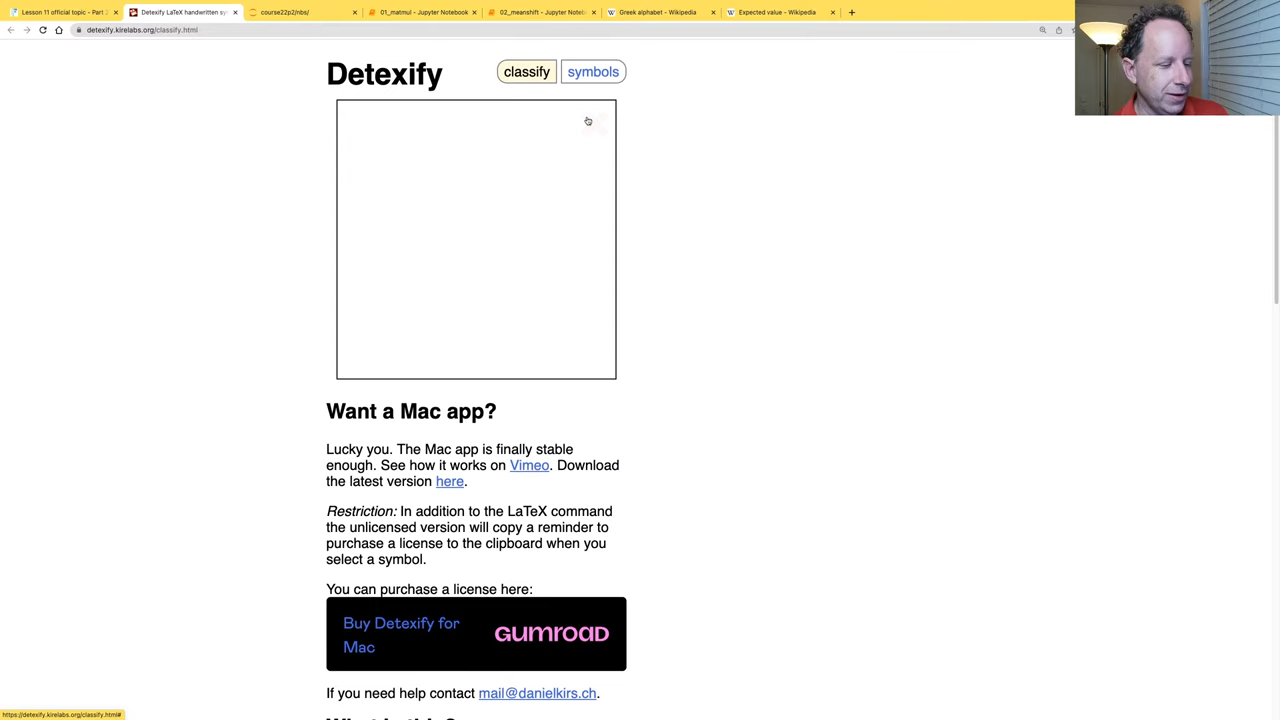 Lesson 11 official topic - Part 2
Detexify LaTeX handwritten sy
course22p2/nbs/
01_matmul - Jupyter Notebook
02_meanshift - Jupyter Noteb
Greek alphabet - Wikipedia
Expected value - Wikipedia
detexify.kirelabs.org/classify.html
Detexify
classify
symbols
Want a Mac app?
Lucky you. The Mac app is finally stable
enough. See how it works on Vimeo. Download
the latest version here.
Restriction: In addition to the LaTeX command
the unlicensed version will copy a reminder to
purchase a license to the clipboard when you
select a symbol.
You can purchase a license here:
Buy Detexify for
Mac
GUMROAD
If you need help contact mail@danielkirs.ch.
https://detexify.kirelabs.org/classify.html#